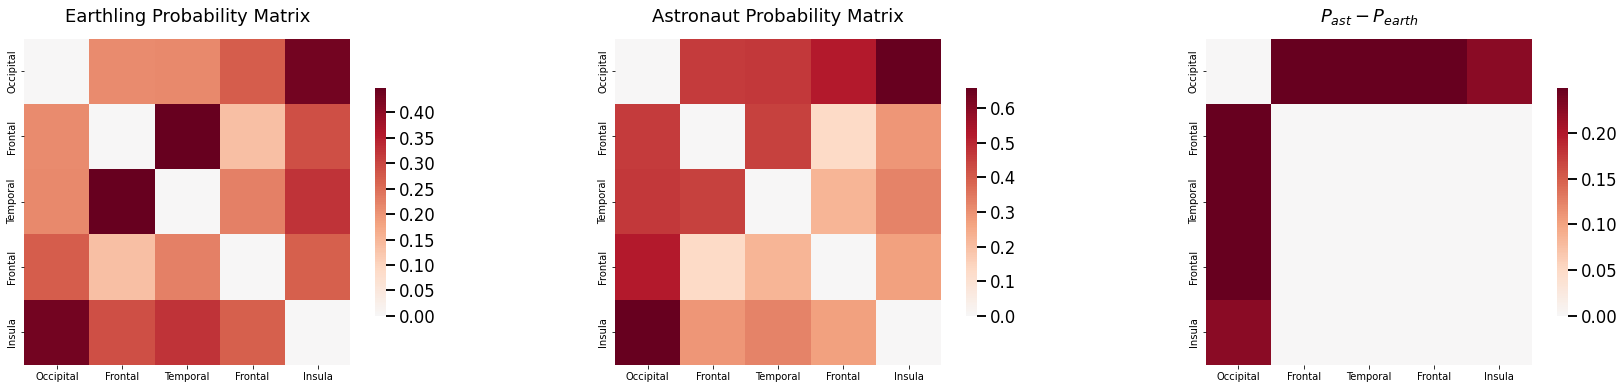 Earthling Probability Matrix
Occipital
Frontal
Temporal
Frontal
Insula
Occipital Frontal Temporal Frontal Insula
0.40
0.35
0.30
0.25
0.20
0.15
0.10
0.05
0.00
Astronaut Probability Matrix
Occipital
Frontal
Temporal
Frontal
Insula
Occipital Frontal Temporal Frontal Insula
0.6
0.5
0.4
0.3
0.2
0.1
0.0
P_ast − P_earth
Occipital
Frontal
Temporal
Frontal
Insula
Occipital Frontal Temporal Frontal Insula
0.20
0.15
0.10
0.05
0.00